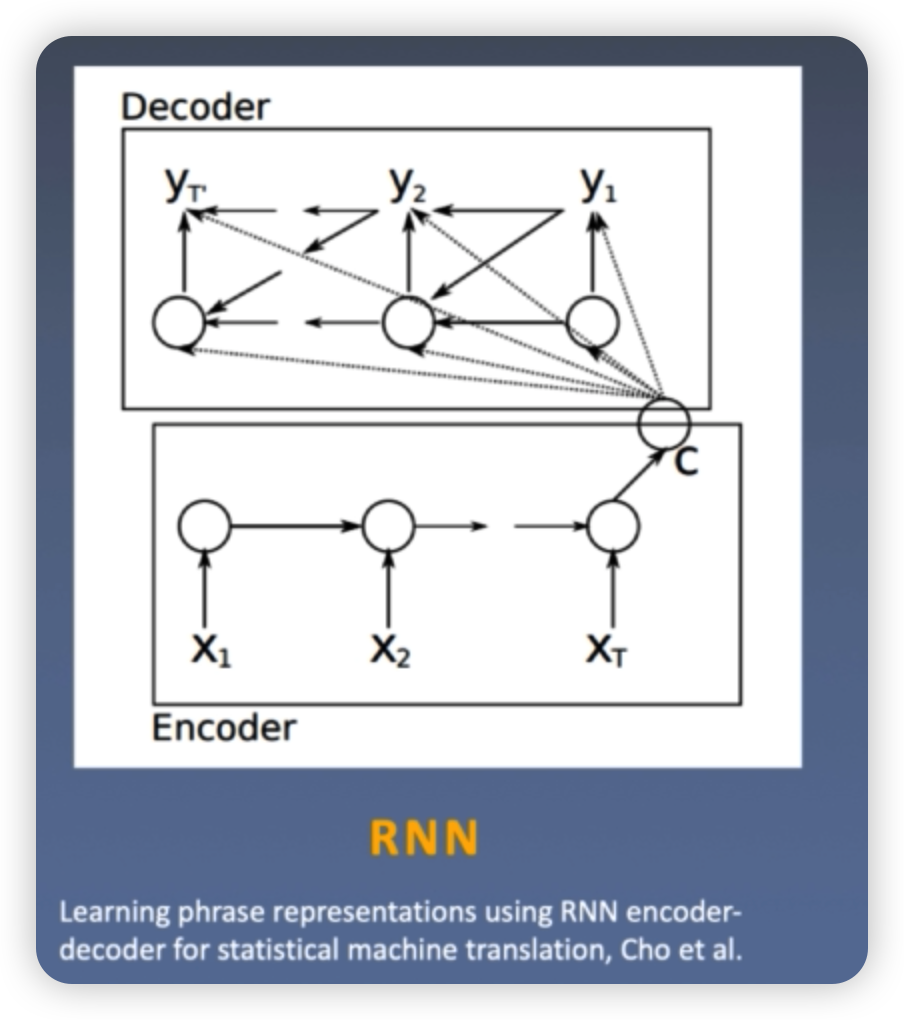 Decoder
y_T' y_2 y_1
C
x_1 x_2 x_T
Encoder
RNN
Learning phrase representations using RNN encoder-
decoder for statistical machine translation, Cho et al.